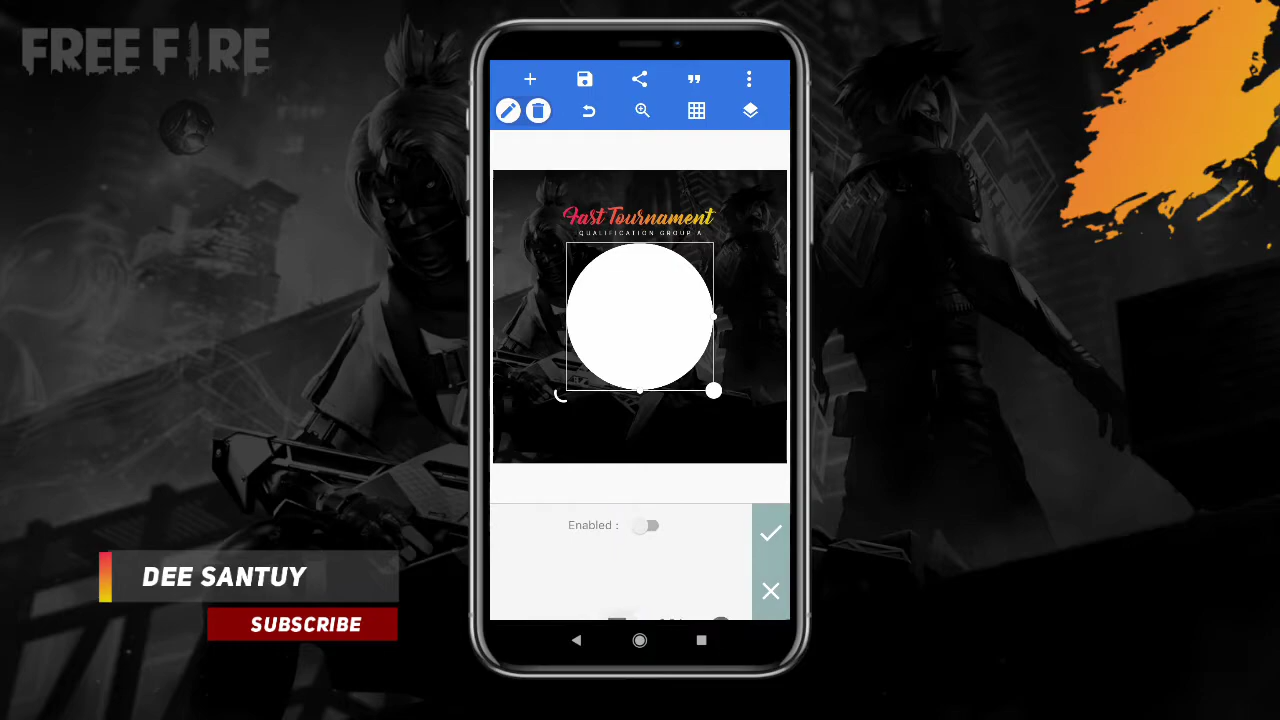 FREE FIRE
Fast Tournament
QUALIFICATION GROUP A
Enabled :
DEE SANTUY
SUBSCRIBE